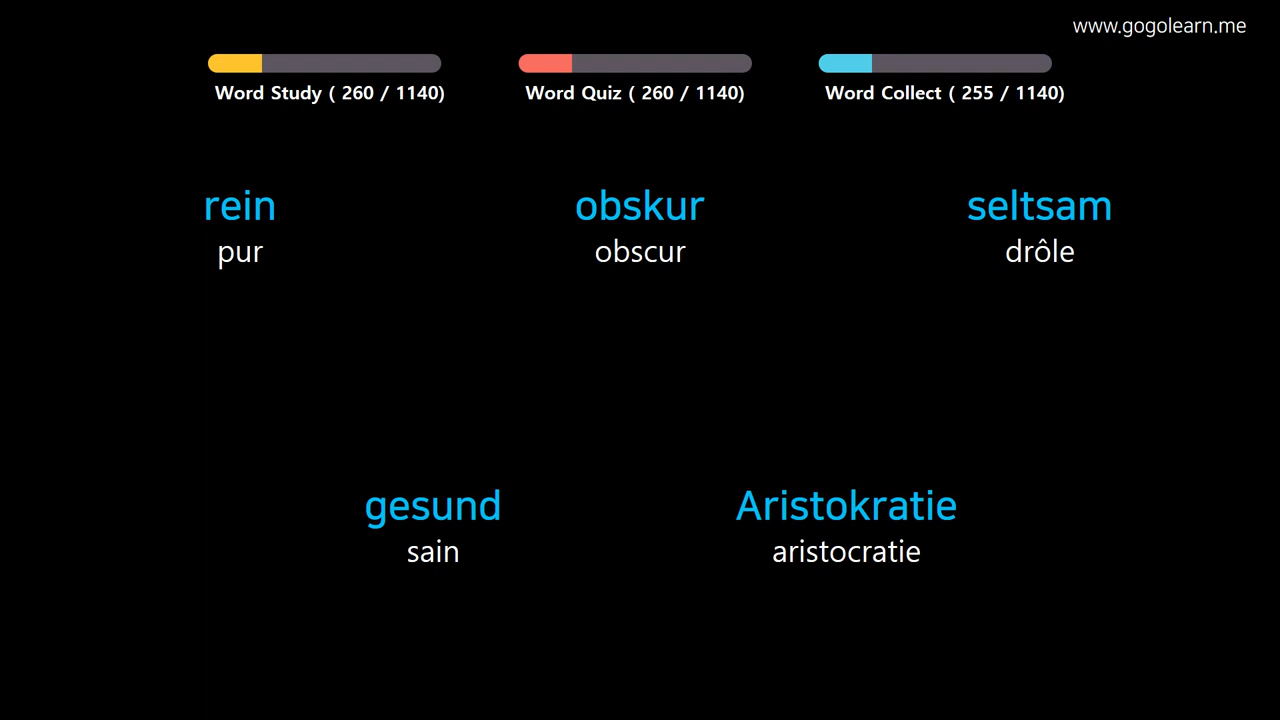 www.gogolearn.me
Word Study ( 260 / 1140)
Word Quiz ( 260 / 1140)
Word Collect ( 255 / 1140)
rein
pur
obskur
obscur
seltsam
drôle
gesund
sain
Aristokratie
aristocratie